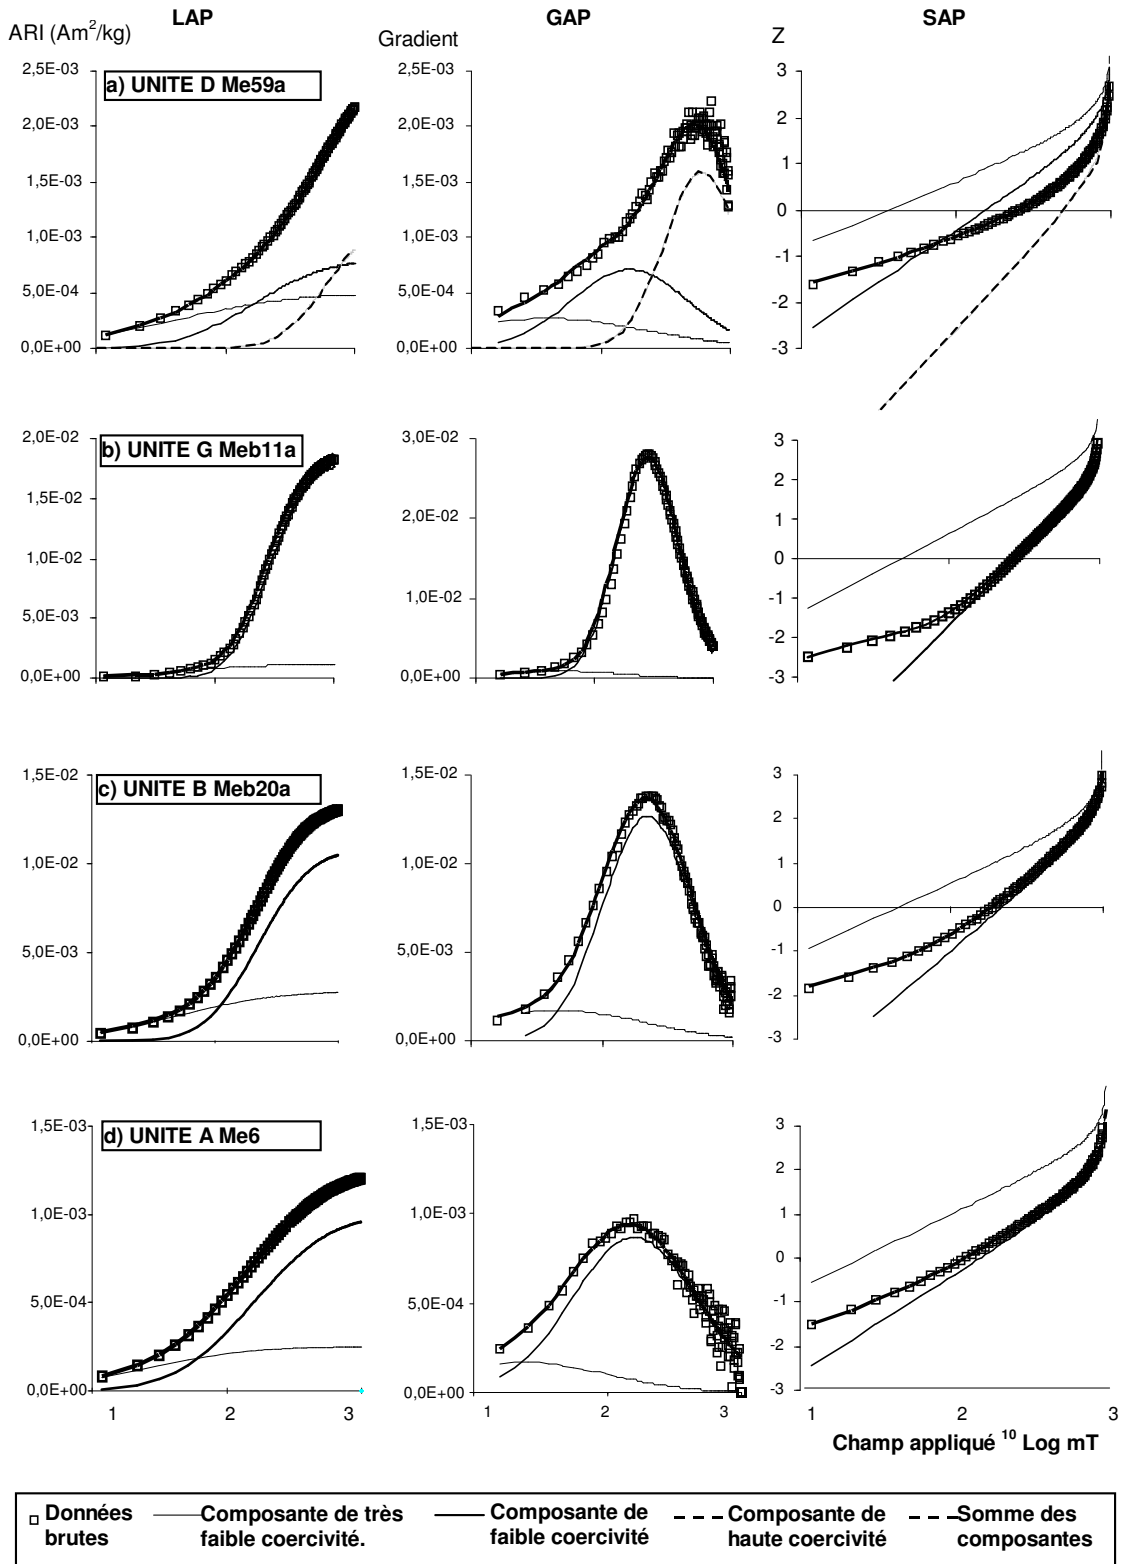 LAP GAP SAP
ARI (Am²/kg) Gradient Z
a) UNITE D Me59a
2,5E-03 2,5E-03 3
2,0E-03 2,0E-03 2
1,5E-03 1,5E-03 1
1,0E-03 1,0E-03 0
5,0E-04 5,0E-04 -1
0,0E+00 0,0E+00 -2
-3
b) UNITE G Meb11a
2,0E-02 3,0E-02 3
1,5E-02 2,0E-02 2
1,0E-02 1,0E-02 1
5,0E-03 0,0E+00 0
0,0E+00 -1
-2
-3
c) UNITE B Meb20a
1,5E-02 1,5E-02 3
1,0E-02 1,0E-02 2
5,0E-03 5,0E-03 1
0,0E+00 0,0E+00 0
-1
-2
-3
d) UNITE A Me6
1,5E-03 1,5E-03 3
1,0E-03 1,0E-03 2
5,0E-04 5,0E-04 1
0,0E+00 0,0E+00 0
-1
-2
-3
1 2 3 1 2 3 1 2 3
Champ appliqué ¹⁰ Log mT
Données brutes
Composante de très faible coercivité.
Composante de faible coercivité
Composante de haute coercivité
Somme des composantes